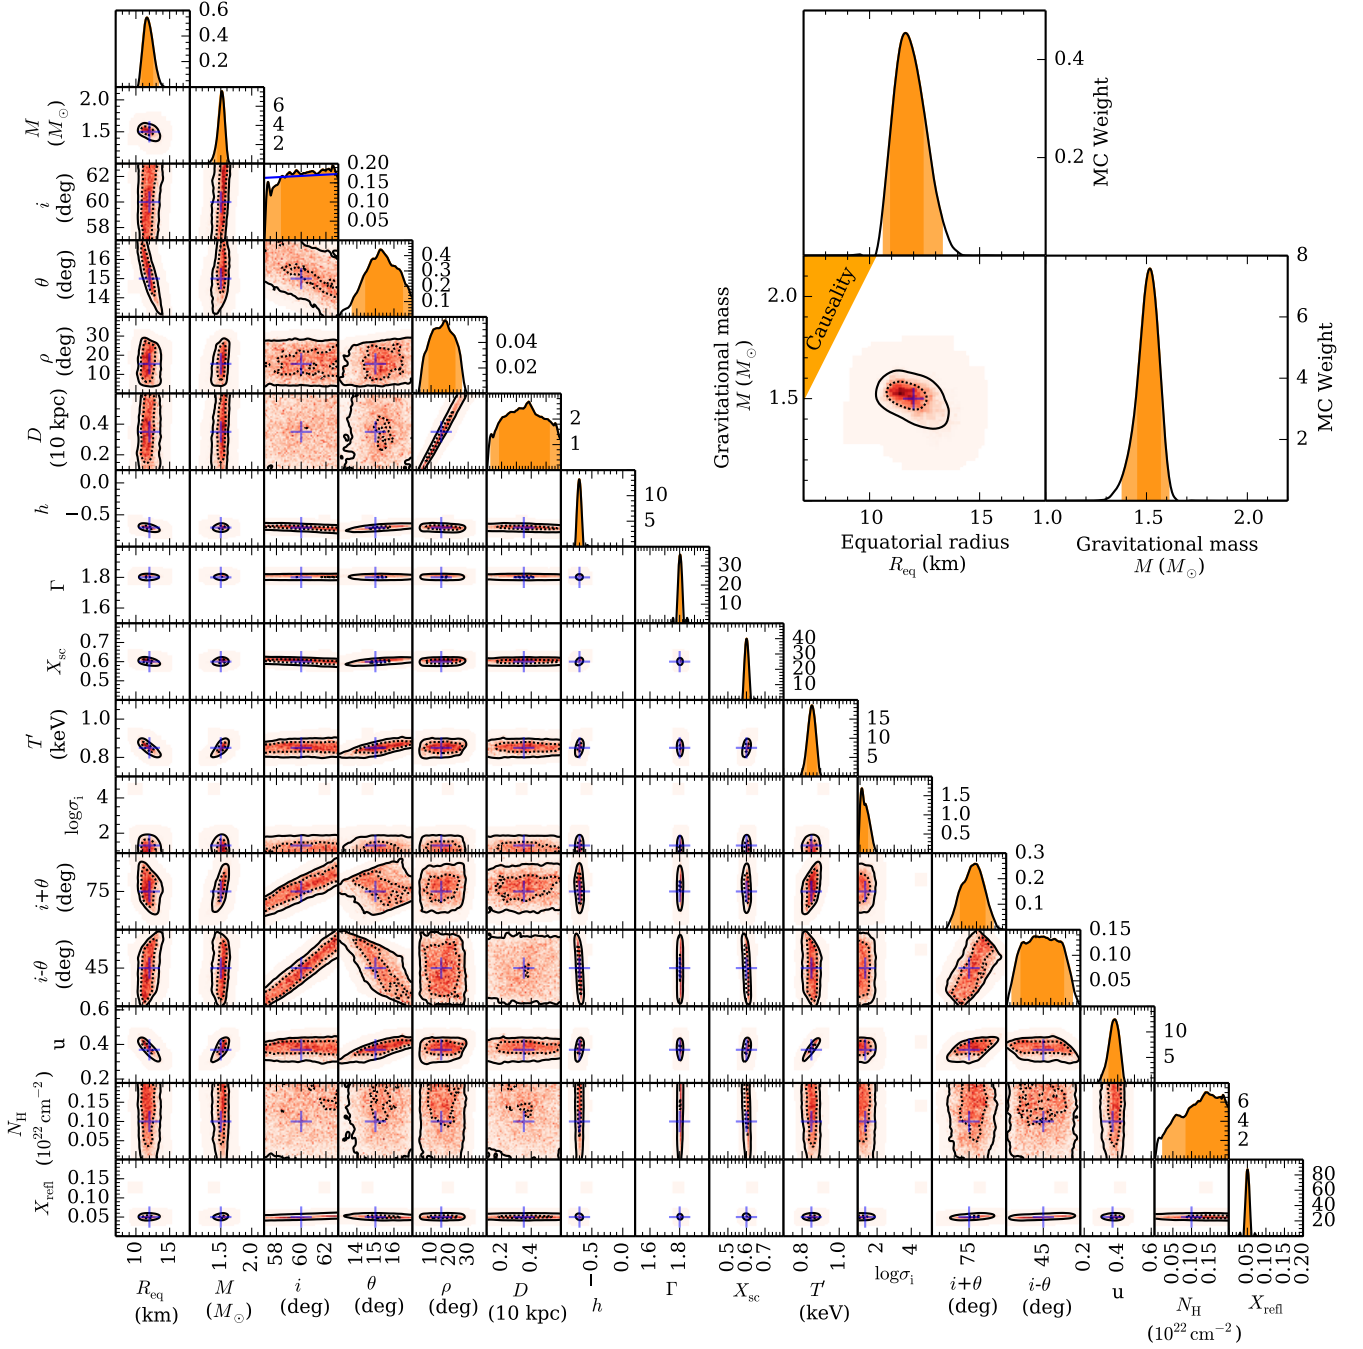 0.6
0.4
0.2
M
(M⊙)
2.0
1.5
6
4
2
i
(deg)
62
60
58
0.20
0.15
0.10
0.05
θ
(deg)
16
15
14
0.4
0.3
0.2
0.1
ρ
(deg)
30
20
10
0.04
0.02
D
(10 kpc)
0.4
0.2
2
1
h
0.0
−0.5
10
5
Γ
1.8
1.6
30
20
10
Xsc
0.7
0.6
0.5
40
30
20
10
T′
(keV)
1.0
0.8
15
10
5
logσi
4
2
1.5
1.0
0.5
i+θ
(deg)
75
0.3
0.2
0.1
i-θ
(deg)
45
0.15
0.10
0.05
u
0.6
0.6
0.4
0.2
10
5
NH
(10²² cm⁻²)
0.15
0.10
0.05
6
4
2
Xrefl
0.15
0.10
0.05
80
60
40
20
10 15 1.5 2.0 58 60 62 14 15 16 10 20 30 0.2 0.4 −0.5 0.0 1.6 1.8 0.5 0.6 0.7 0.8 1.0 2 4 75 45 0.2 0.4 0.6 0.05 0.10 0.15 0.05 0.10 0.15 0.20
Req
(km)
M
(M⊙)
i
(deg)
θ
(deg)
ρ
(deg)
D
(10 kpc)
h
Γ
Xsc
T′
(keV)
logσi
i+θ
(deg)
i-θ
(deg)
u
NH
(10²² cm⁻²)
Xrefl
0.4
0.2
MC Weight
Causality
Gravitational mass
M (M⊙)
2.0
1.5
10 15
Equatorial radius
Req (km)
8
6
4
2
MC Weight
1.0 1.5 2.0
Gravitational mass
M (M⊙)